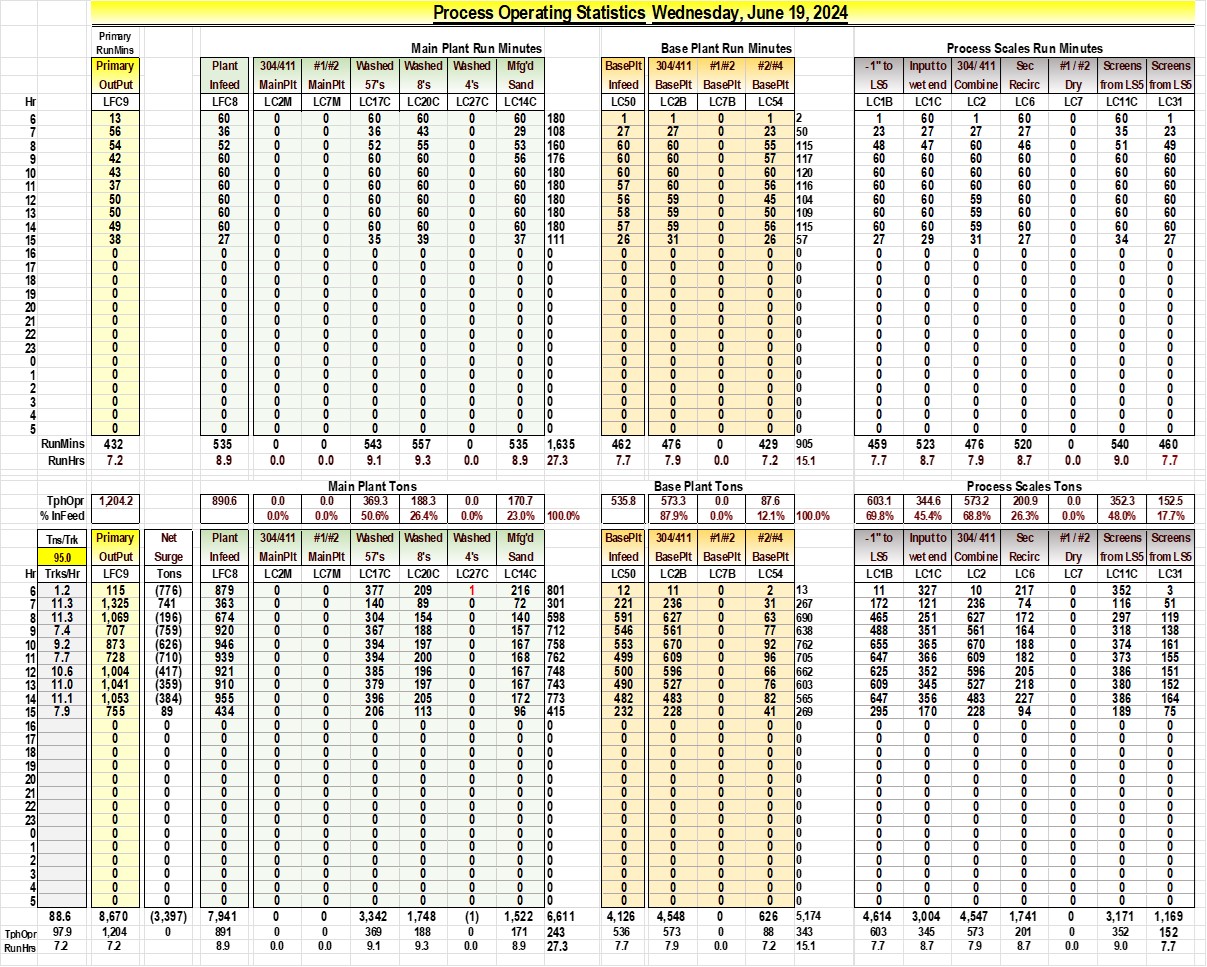 Process Operating Statistics Wednesday, June 19, 2024
Primary
RunMins Main Plant Run Minutes Base Plant Run Minutes Process Scales Run Minutes
Primary Plant 304/411 #1/#2 Washed Washed Washed Mfg'd BasePlt 304/411 #1/#2 #2/#4 -1" to Input to 304/ 411 Sec #1 / #2 Screens Screens
OutPut Infeed MainPlt MainPlt 57's 8's 4's Sand Infeed BasePlt BasePlt BasePlt LS5 wet end Combine Recirc Dry from LS5 from LS5
Hr LFC9 LFC8 LC2M LC7M LC17C LC20C LC27C LC14C LC50 LC2B LC7B LC54 LC1B LC1C LC2 LC6 LC7 LC11C LC31
6 13 60 0 0 60 60 0 60 180 1 1 0 1 2 1 60 1 60 0 60 1
7 56 36 0 0 36 43 0 29 108 27 27 0 23 50 23 27 27 27 0 35 23
8 54 52 0 0 52 55 0 53 160 60 60 0 55 115 48 47 60 46 0 51 49
9 42 60 0 0 60 60 0 56 176 60 60 0 57 117 60 60 60 60 0 60 60
10 43 60 0 0 60 60 0 60 180 60 60 0 60 120 60 60 60 60 0 60 60
11 37 60 0 0 60 60 0 60 180 57 60 0 56 116 60 60 60 60 0 60 60
12 50 60 0 0 60 60 0 60 180 56 59 0 45 104 60 60 59 60 0 60 60
13 50 60 0 0 60 60 0 60 180 58 59 0 50 109 60 60 60 60 0 60 60
14 49 60 0 0 60 60 0 60 180 57 59 0 56 115 60 60 59 60 0 60 60
15 38 27 0 0 35 39 0 37 111 26 31 0 26 57 27 29 31 27 0 34 27
16 0 0 0 0 0 0 0 0 0 0 0 0 0 0 0 0 0 0 0 0 0
17 0 0 0 0 0 0 0 0 0 0 0 0 0 0 0 0 0 0 0 0 0
18 0 0 0 0 0 0 0 0 0 0 0 0 0 0 0 0 0 0 0 0 0
19 0 0 0 0 0 0 0 0 0 0 0 0 0 0 0 0 0 0 0 0 0
20 0 0 0 0 0 0 0 0 0 0 0 0 0 0 0 0 0 0 0 0 0
21 0 0 0 0 0 0 0 0 0 0 0 0 0 0 0 0 0 0 0 0 0
22 0 0 0 0 0 0 0 0 0 0 0 0 0 0 0 0 0 0 0 0 0
23 0 0 0 0 0 0 0 0 0 0 0 0 0 0 0 0 0 0 0 0 0
0 0 0 0 0 0 0 0 0 0 0 0 0 0 0 0 0 0 0 0 0 0
1 0 0 0 0 0 0 0 0 0 0 0 0 0 0 0 0 0 0 0 0 0
2 0 0 0 0 0 0 0 0 0 0 0 0 0 0 0 0 0 0 0 0 0
3 0 0 0 0 0 0 0 0 0 0 0 0 0 0 0 0 0 0 0 0 0
4 0 0 0 0 0 0 0 0 0 0 0 0 0 0 0 0 0 0 0 0 0
5 0 0 0 0 0 0 0 0 0 0 0 0 0 0 0 0 0 0 0 0 0
RunMins 432 535 0 0 543 557 0 535 1,635 462 476 0 429 905 459 523 476 520 0 540 460
RunHrs 7.2 8.9 0.0 0.0 9.1 9.3 0.0 8.9 27.3 7.7 7.9 0.0 7.2 15.1 7.7 8.7 7.9 8.7 0.0 9.0 7.7
Main Plant Tons Base Plant Tons Process Scales Tons
TphOpr 1,204.2 890.6 0.0 0.0 369.3 188.3 0.0 170.7 535.8 573.3 0.0 87.6 603.1 344.6 573.2 200.9 0.0 352.3 152.5
% InFeed 0.0% 0.0% 50.6% 26.4% 0.0% 23.0% 100.0% 87.9% 0.0% 12.1% 100.0% 69.8% 45.4% 68.8% 26.3% 0.0% 48.0% 17.7%
Tns/Trk Primary Net Plant 304/411 #1/#2 Washed Washed Washed Mfg'd BasePlt 304/411 #1/#2 #2/#4 -1" to Input to 304/ 411 Sec #1 / #2 Screens Screens
95.0 OutPut Surge Infeed MainPlt MainPlt 57's 8's 4's Sand Infeed BasePlt BasePlt BasePlt LS5 wet end Combine Recirc Dry from LS5 from LS5
Hr Trks/Hr LFC9 Tons LFC8 LC2M LC7M LC17C LC20C LC27C LC14C LC50 LC2B LC7B LC54 LC1B LC1C LC2 LC6 LC7 LC11C LC31
6 1.2 115 (776) 879 0 0 377 209 1 216 801 12 11 0 2 13 11 327 10 217 0 352 3
7 11.3 1,325 741 363 0 0 140 89 0 72 301 221 236 0 31 267 172 121 236 74 0 116 51
8 11.3 1,069 (196) 674 0 0 304 154 0 140 598 591 627 0 63 690 465 251 627 172 0 297 119
9 7.4 707 (759) 920 0 0 367 188 0 157 712 546 561 0 77 638 488 351 561 164 0 318 138
10 9.2 873 (626) 946 0 0 394 197 0 167 758 553 670 0 92 762 655 365 670 188 0 374 161
11 7.7 728 (710) 939 0 0 394 200 0 168 762 499 609 0 96 705 647 366 609 182 0 373 155
12 10.6 1,004 (417) 921 0 0 385 196 0 167 748 500 596 0 66 662 625 352 596 205 0 386 151
13 11.0 1,041 (359) 910 0 0 379 197 0 167 743 490 527 0 76 603 609 345 527 218 0 380 152
14 11.1 1,053 (384) 955 0 0 396 205 0 172 773 482 483 0 82 565 647 356 483 227 0 386 164
15 7.9 755 89 434 0 0 206 113 0 96 415 232 228 0 41 269 295 170 228 94 0 189 75
16 0 0 0 0 0 0 0 0 0 0 0 0 0 0 0 0 0 0 0 0 0 0
17 0 0 0 0 0 0 0 0 0 0 0 0 0 0 0 0 0 0 0 0 0 0
18 0 0 0 0 0 0 0 0 0 0 0 0 0 0 0 0 0 0 0 0 0 0
19 0 0 0 0 0 0 0 0 0 0 0 0 0 0 0 0 0 0 0 0 0 0
20 0 0 0 0 0 0 0 0 0 0 0 0 0 0 0 0 0 0 0 0 0 0
21 0 0 0 0 0 0 0 0 0 0 0 0 0 0 0 0 0 0 0 0 0 0
22 0 0 0 0 0 0 0 0 0 0 0 0 0 0 0 0 0 0 0 0 0 0
23 0 0 0 0 0 0 0 0 0 0 0 0 0 0 0 0 0 0 0 0 0 0
0 0 0 0 0 0 0 0 0 0 0 0 0 0 0 0 0 0 0 0 0 0 0
1 0 0 0 0 0 0 0 0 0 0 0 0 0 0 0 0 0 0 0 0 0 0
2 0 0 0 0 0 0 0 0 0 0 0 0 0 0 0 0 0 0 0 0 0 0
3 0 0 0 0 0 0 0 0 0 0 0 0 0 0 0 0 0 0 0 0 0 0
4 0 0 0 0 0 0 0 0 0 0 0 0 0 0 0 0 0 0 0 0 0 0
5 0 0 0 0 0 0 0 0 0 0 0 0 0 0 0 0 0 0 0 0 0 0
88.6 8,670 (3,397) 7,941 0 0 3,342 1,748 (1) 1,522 6,611 4,126 4,548 0 626 5,174 4,614 3,004 4,547 1,741 0 3,171 1,169
TphOpr 97.9 1,204 0 891 0 0 369 188 0 171 243 536 573 0 88 343 603 345 573 201 0 352 152
RunHrs 7.2 7.2 8.9 0.0 0.0 9.1 9.3 0.0 8.9 27.3 7.7 7.9 0.0 7.2 15.1 7.7 8.7 7.9 8.7 0.0 9.0 7.7